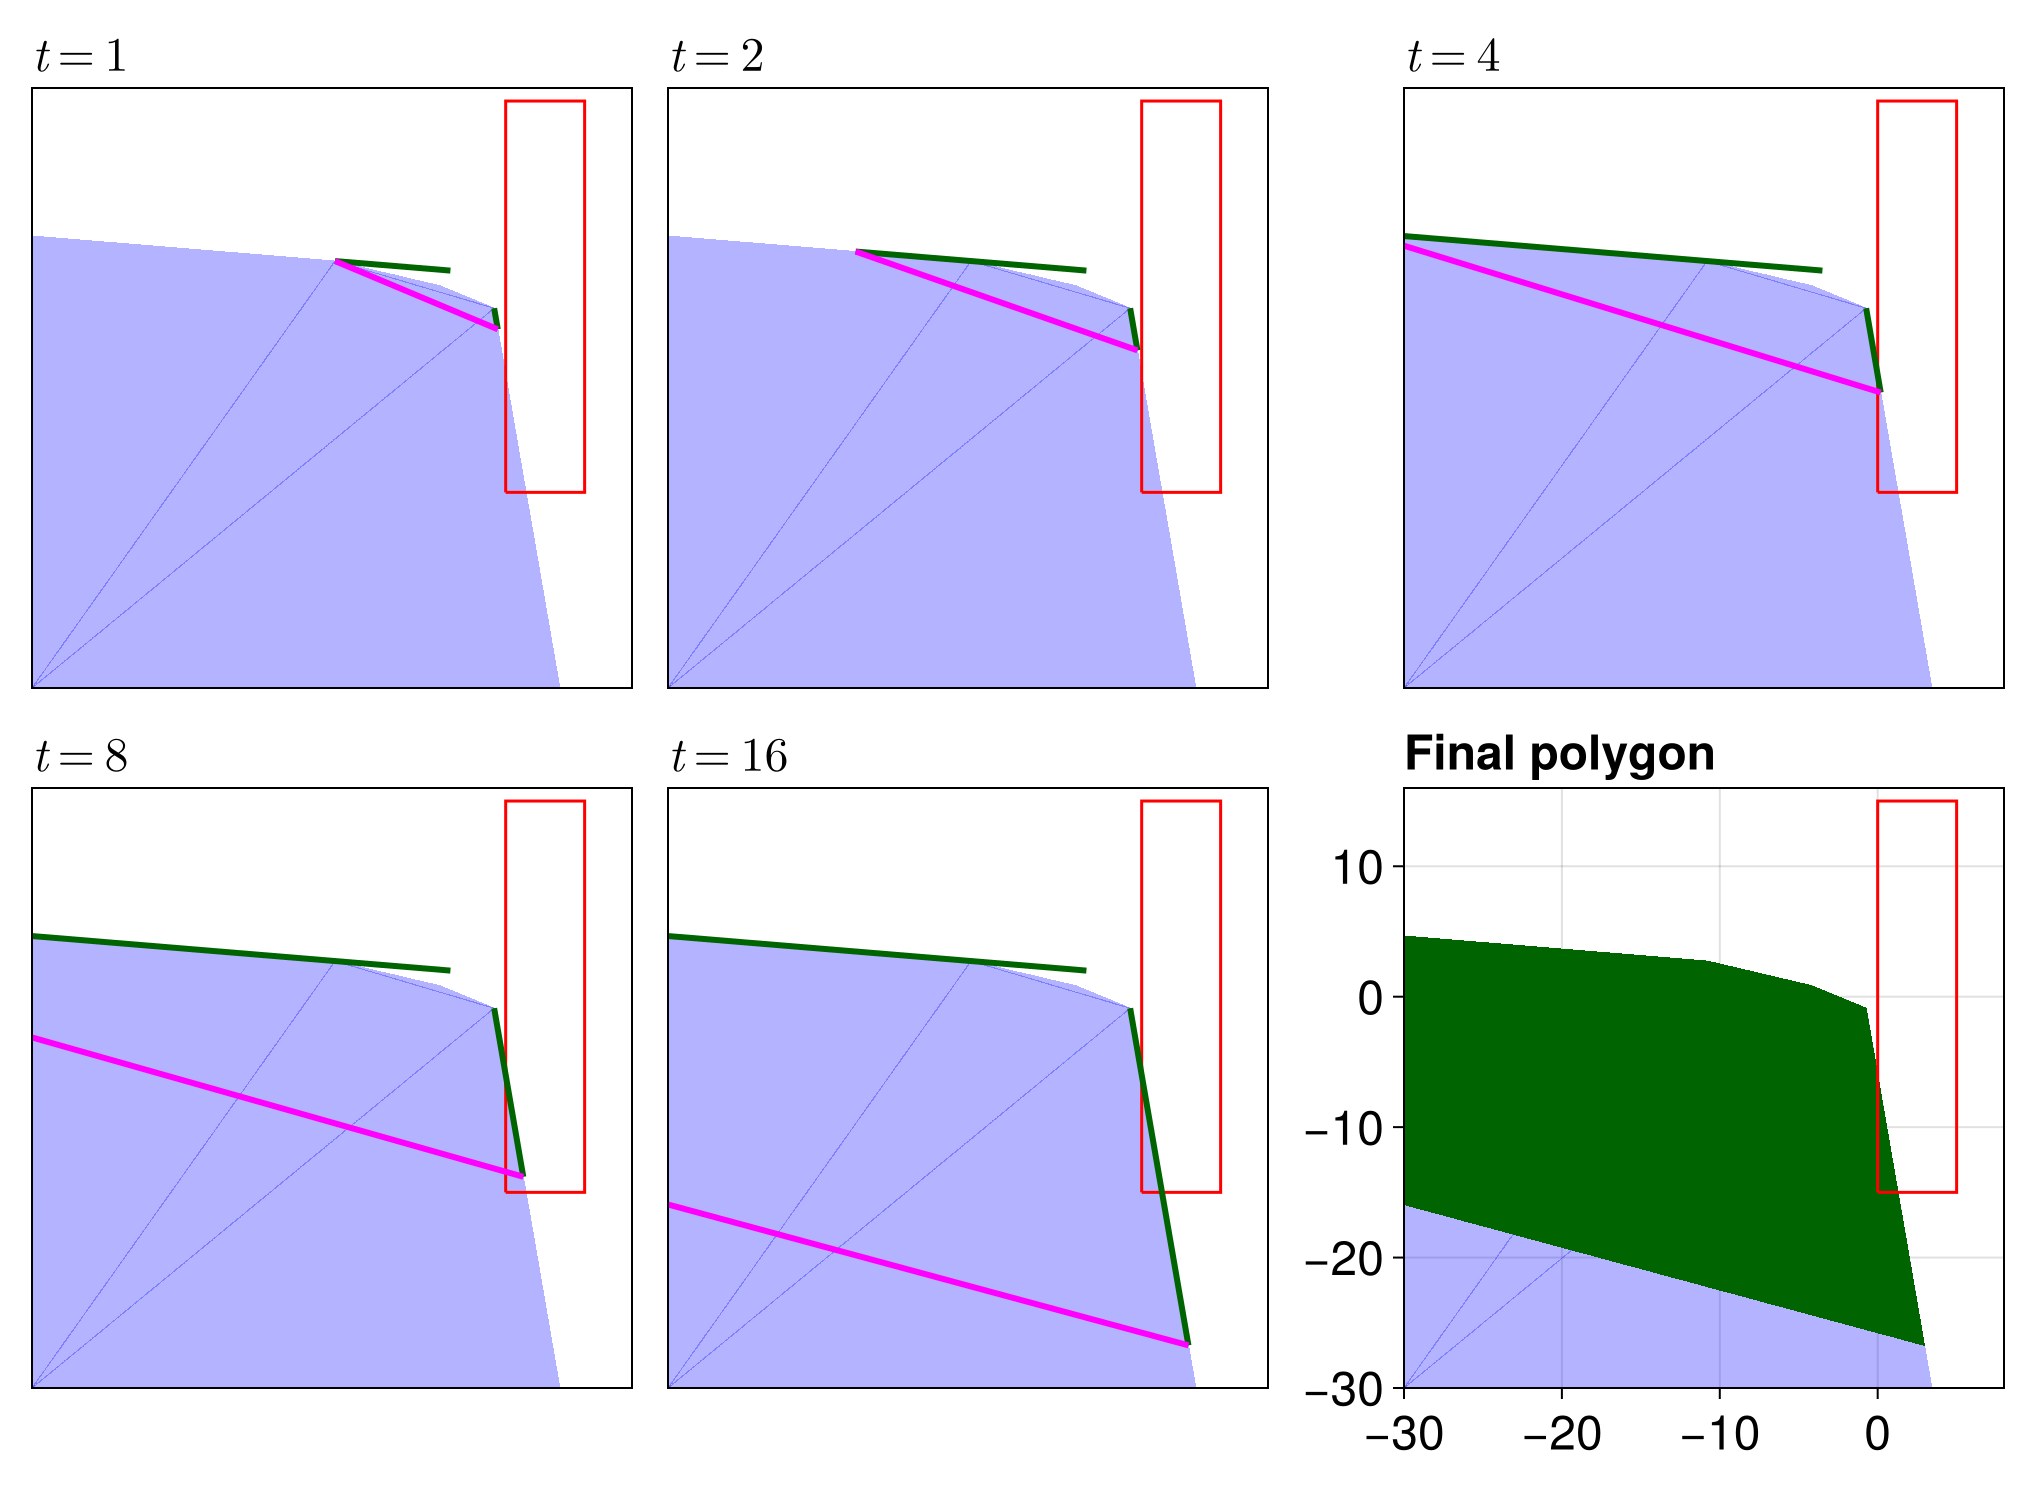 t = 1
t = 2
t = 4
t = 8
t = 16
Final polygon
10
0
−10
−20
−30
−30
−20
−10
0